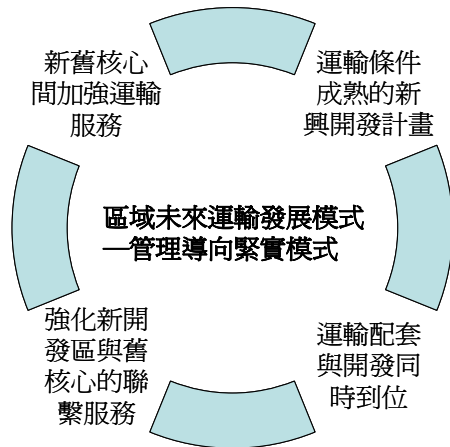 新舊核心
間加強運輸
服務
運輸條件
成熟的新
興開發計畫
區域未來運輸發展模式
—管理導向緊實模式
強化新開
發區與舊
核心的聯
繫服務
運輸配套
與開發同
時到位